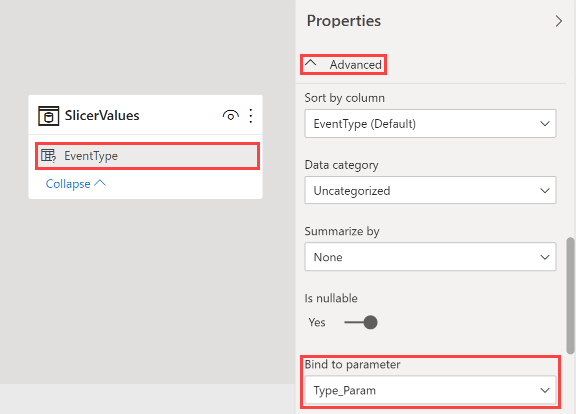 SlicerValues
EventType
Collapse
Properties
Advanced
Sort by column
EventType (Default)
Data category
Uncategorized
Summarize by
None
Is nullable
Yes
Bind to parameter
Type_Param